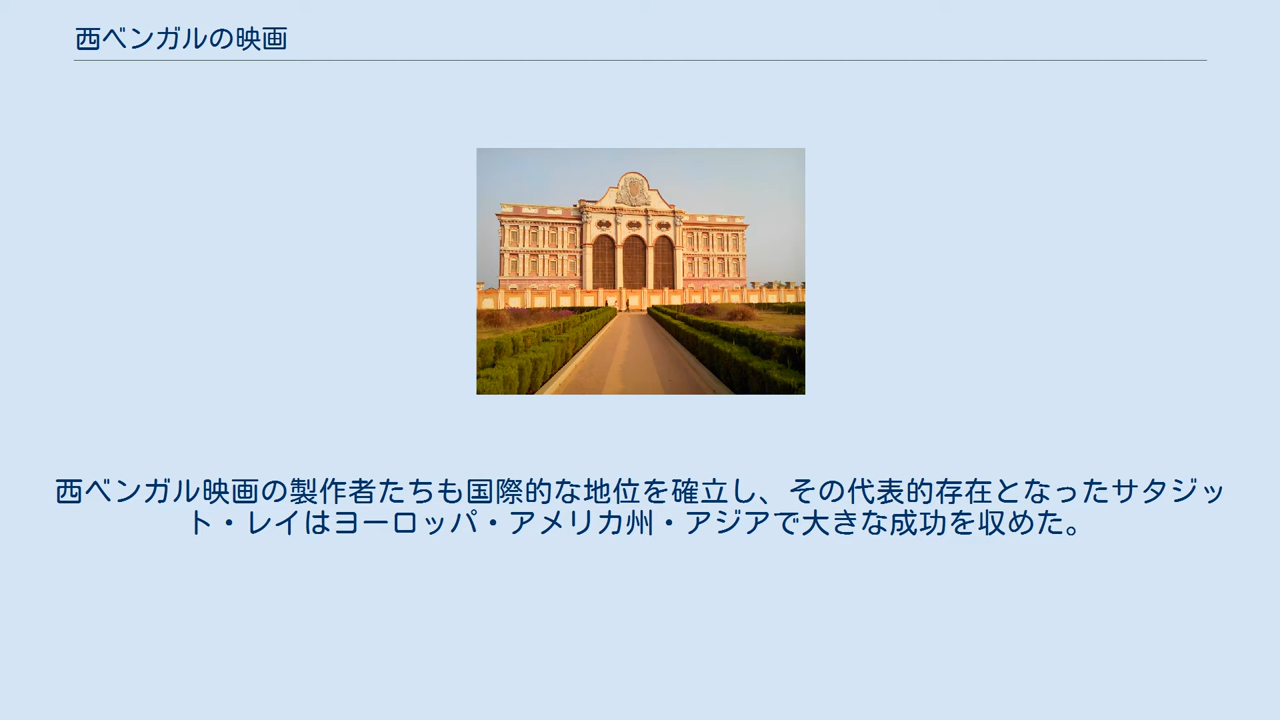 西ベンガルの映画
西ベンガル映画の製作者たちも国際的な地位を確立し、その代表的存在となったサタジッ
ト・レイはヨーロッパ・アメリカ州・アジアで大きな成功を収めた。